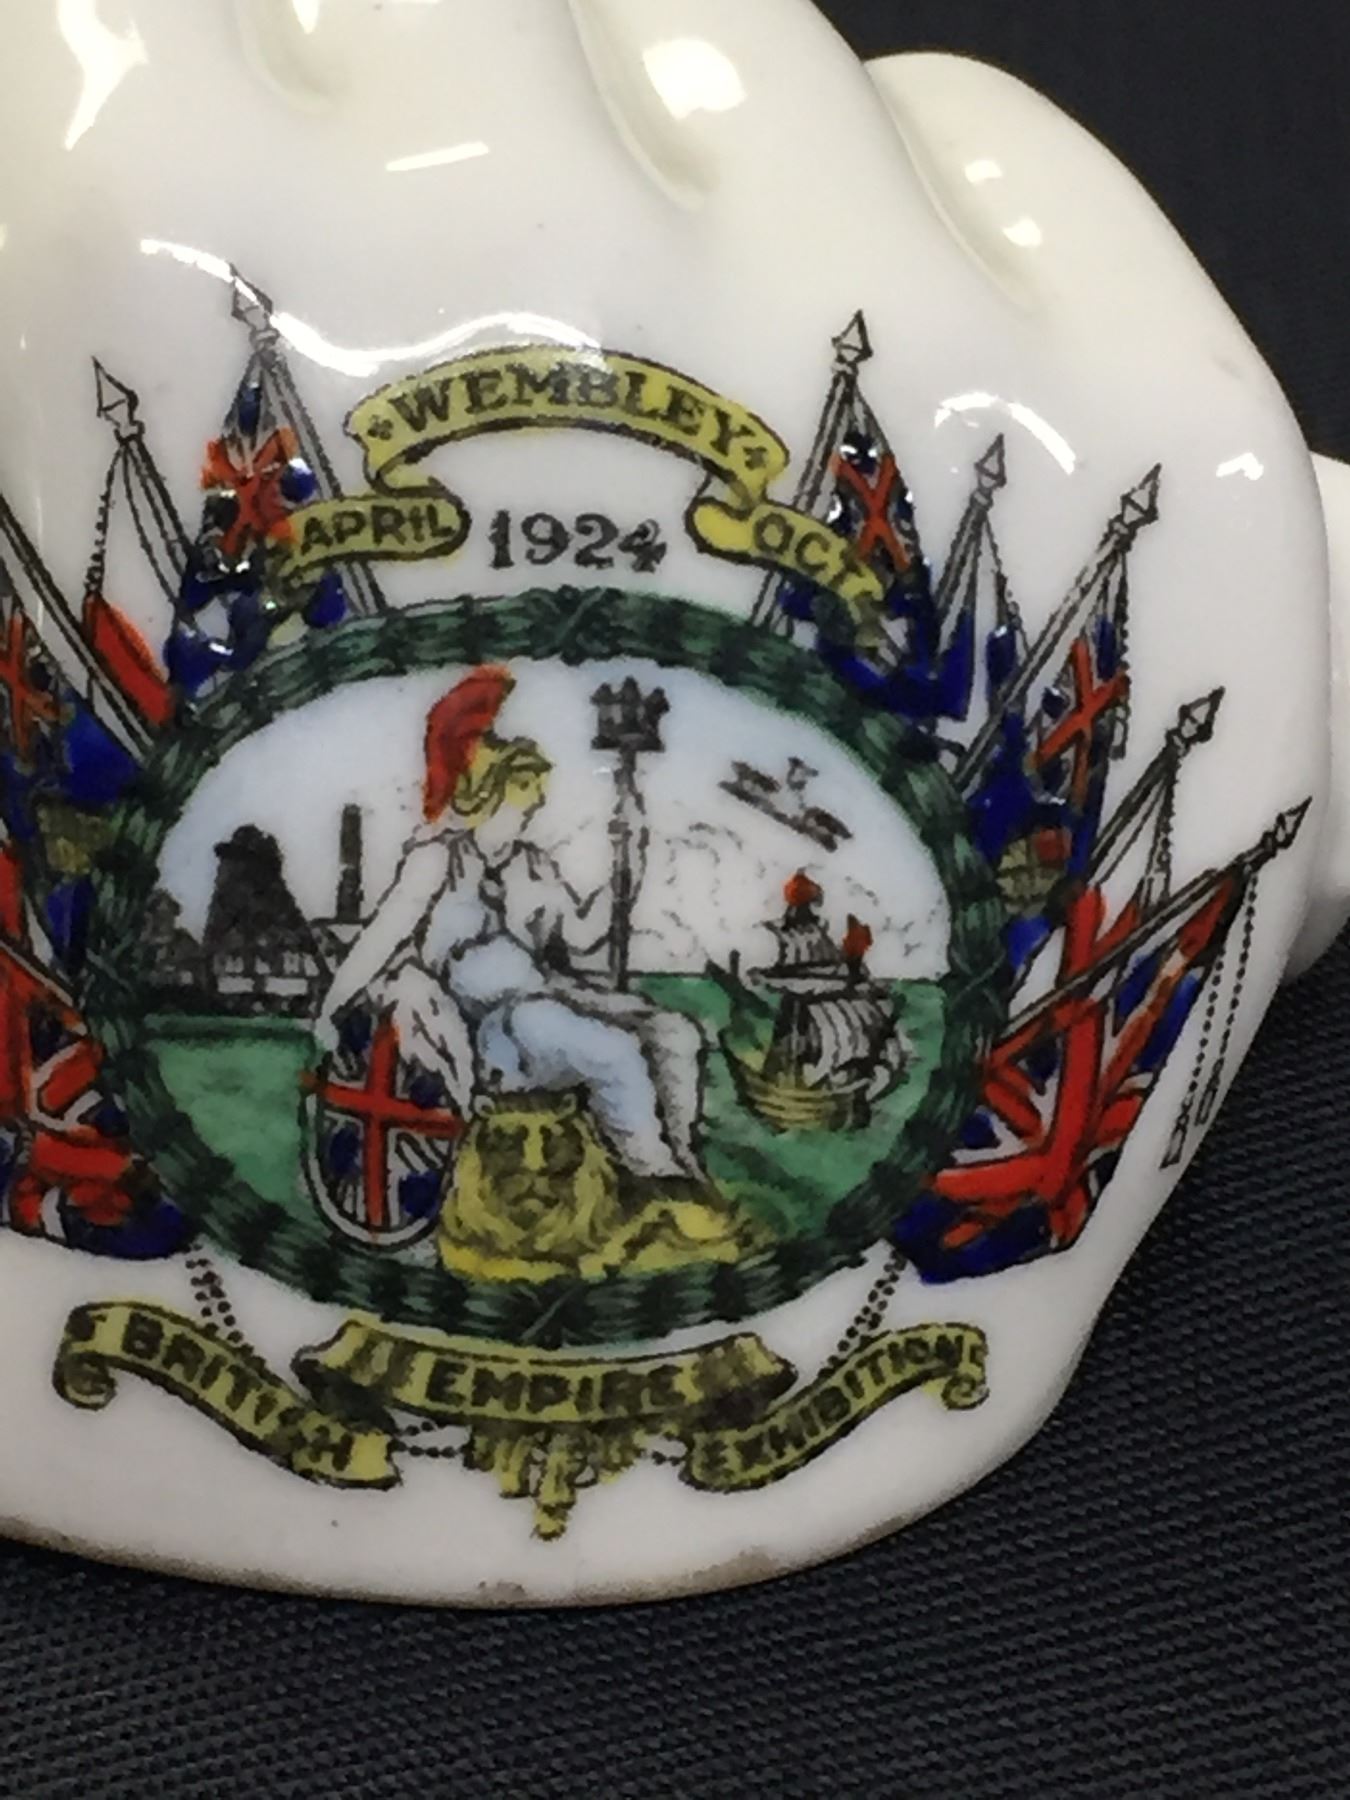 WEMBLEY
APRIL 1924 OCT
BRITISH EMPIRE EXHIBITION